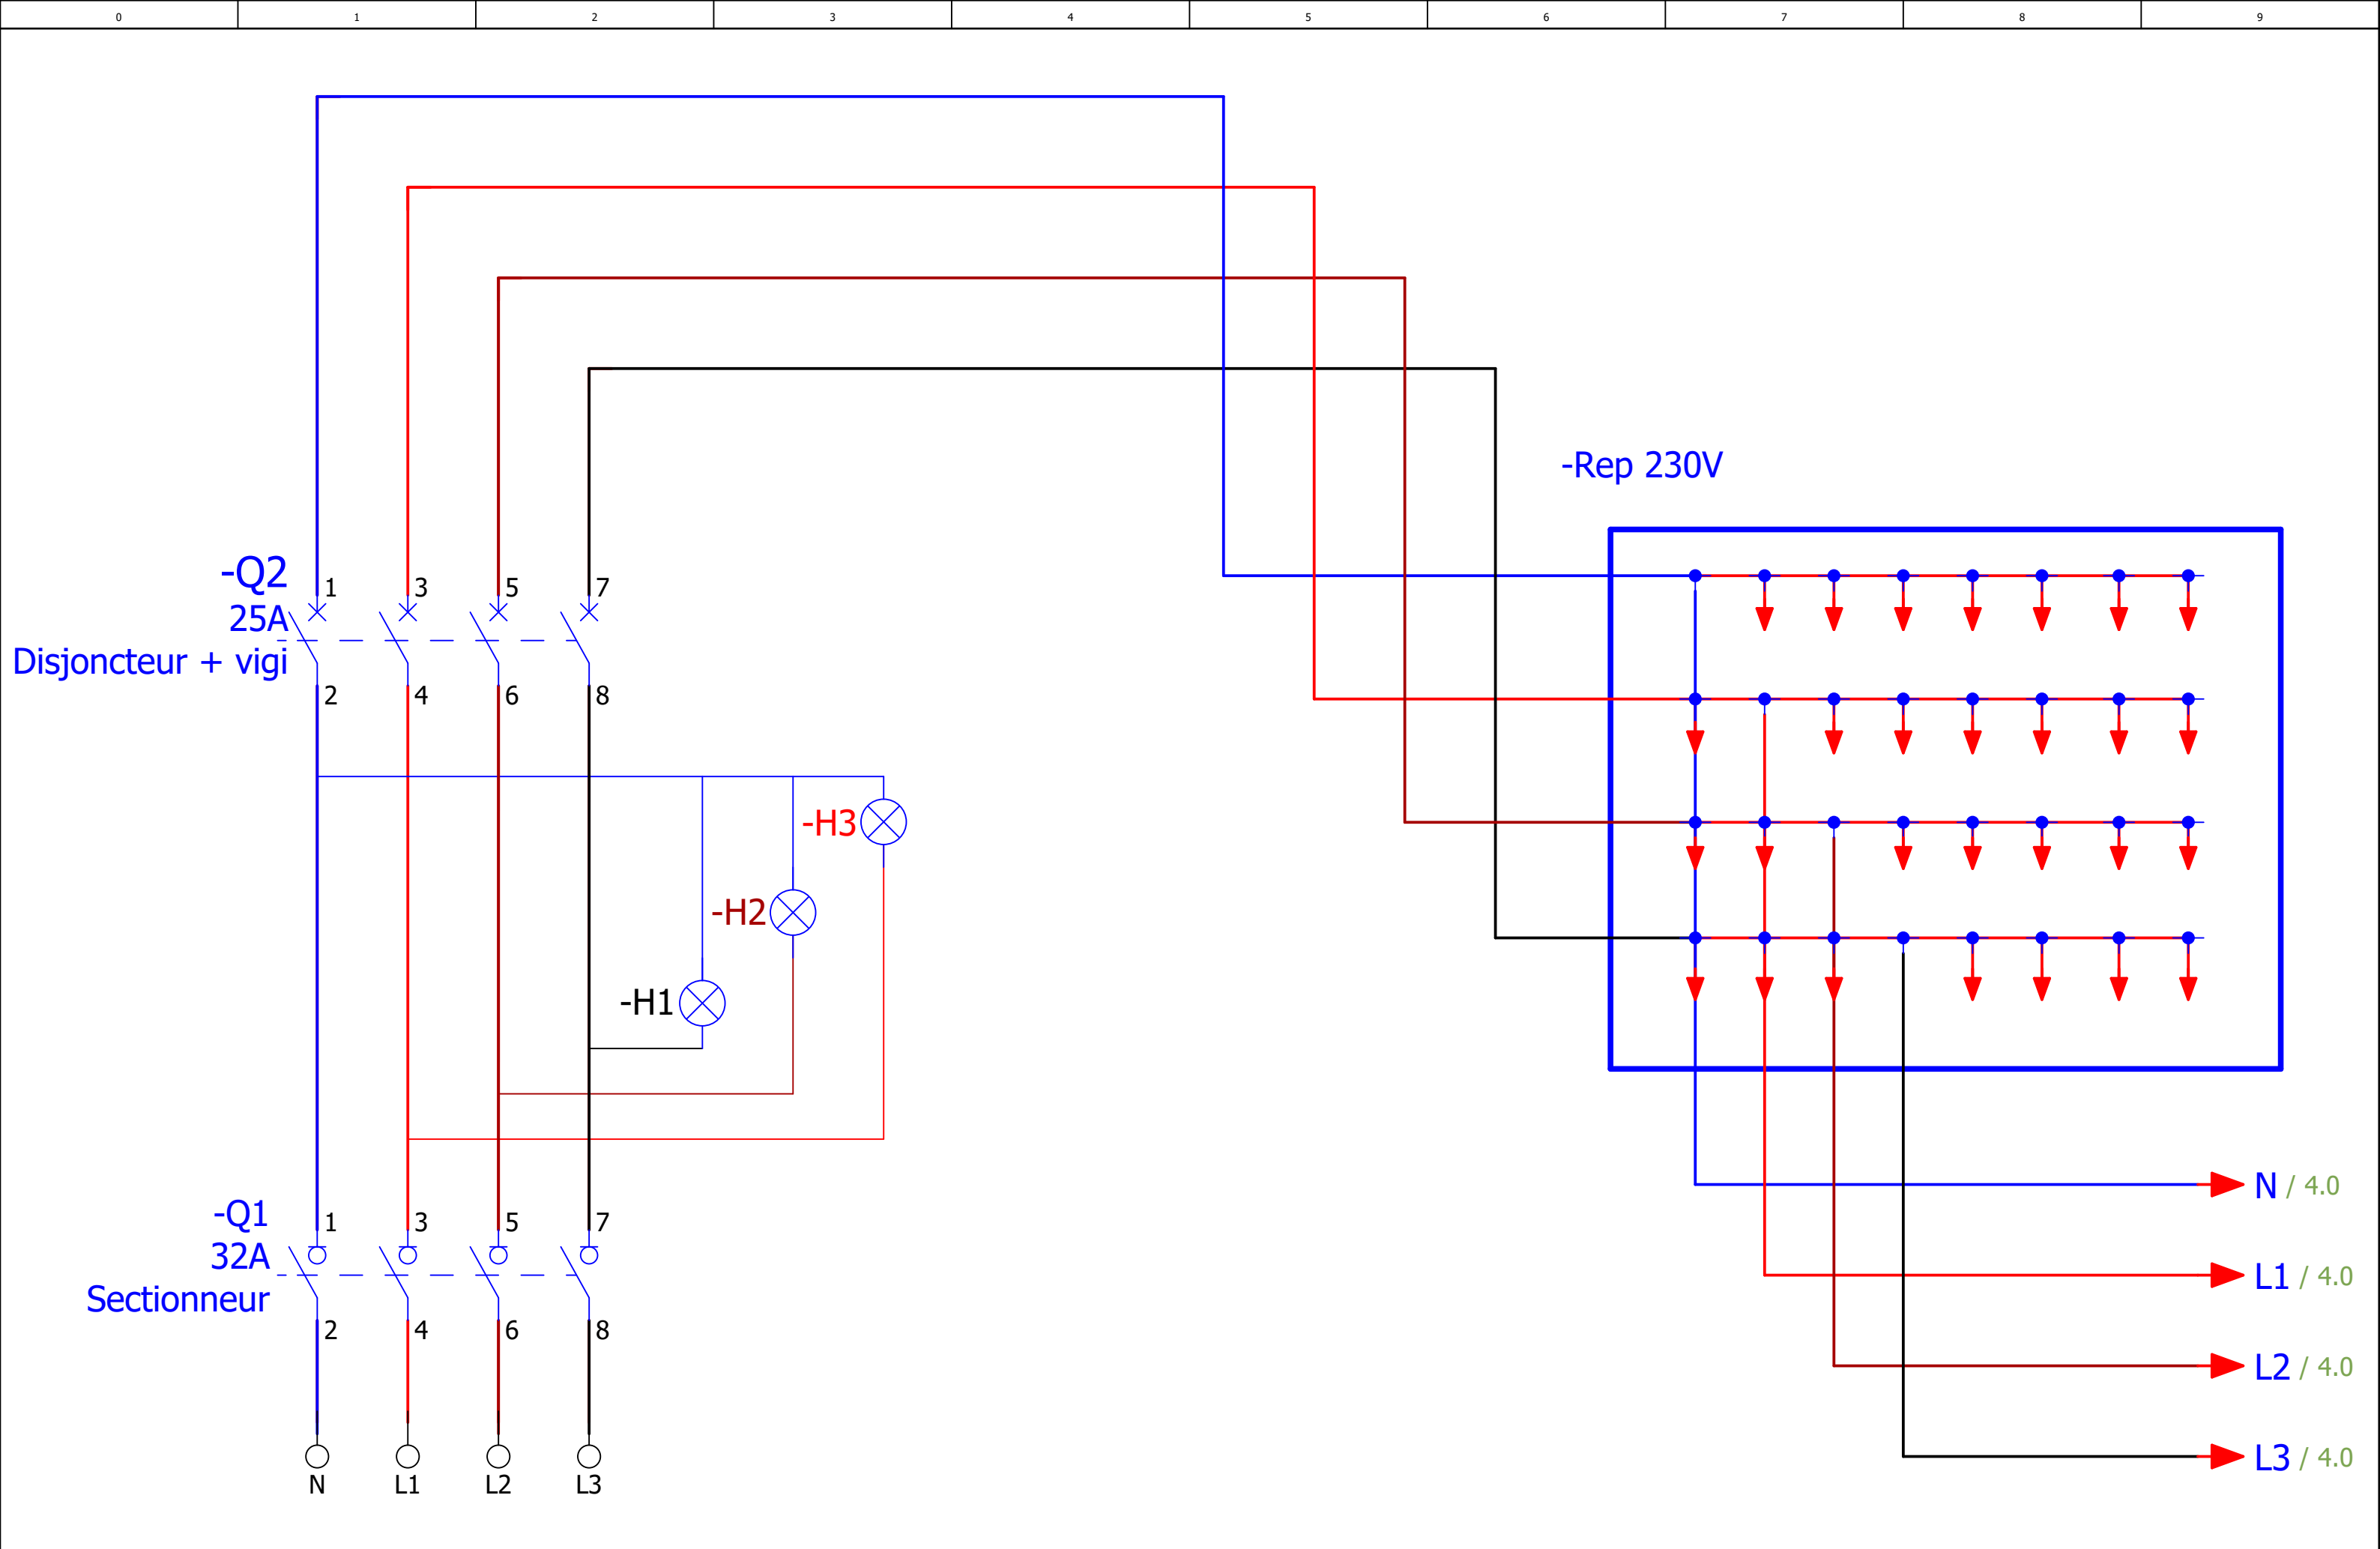 0 1 2 3 4 5 6 7 8 9
-Rep 230V
-Q2
25A
Disjoncteur + vigi
1 3 5 7
2 4 6 8
-H3
-H2
-H1
-Q1
32A
Sectionneur
1 3 5 7
2 4 6 8
N L1 L2 L3
N / 4.0
L1 / 4.0
L2 / 4.0
L3 / 4.0